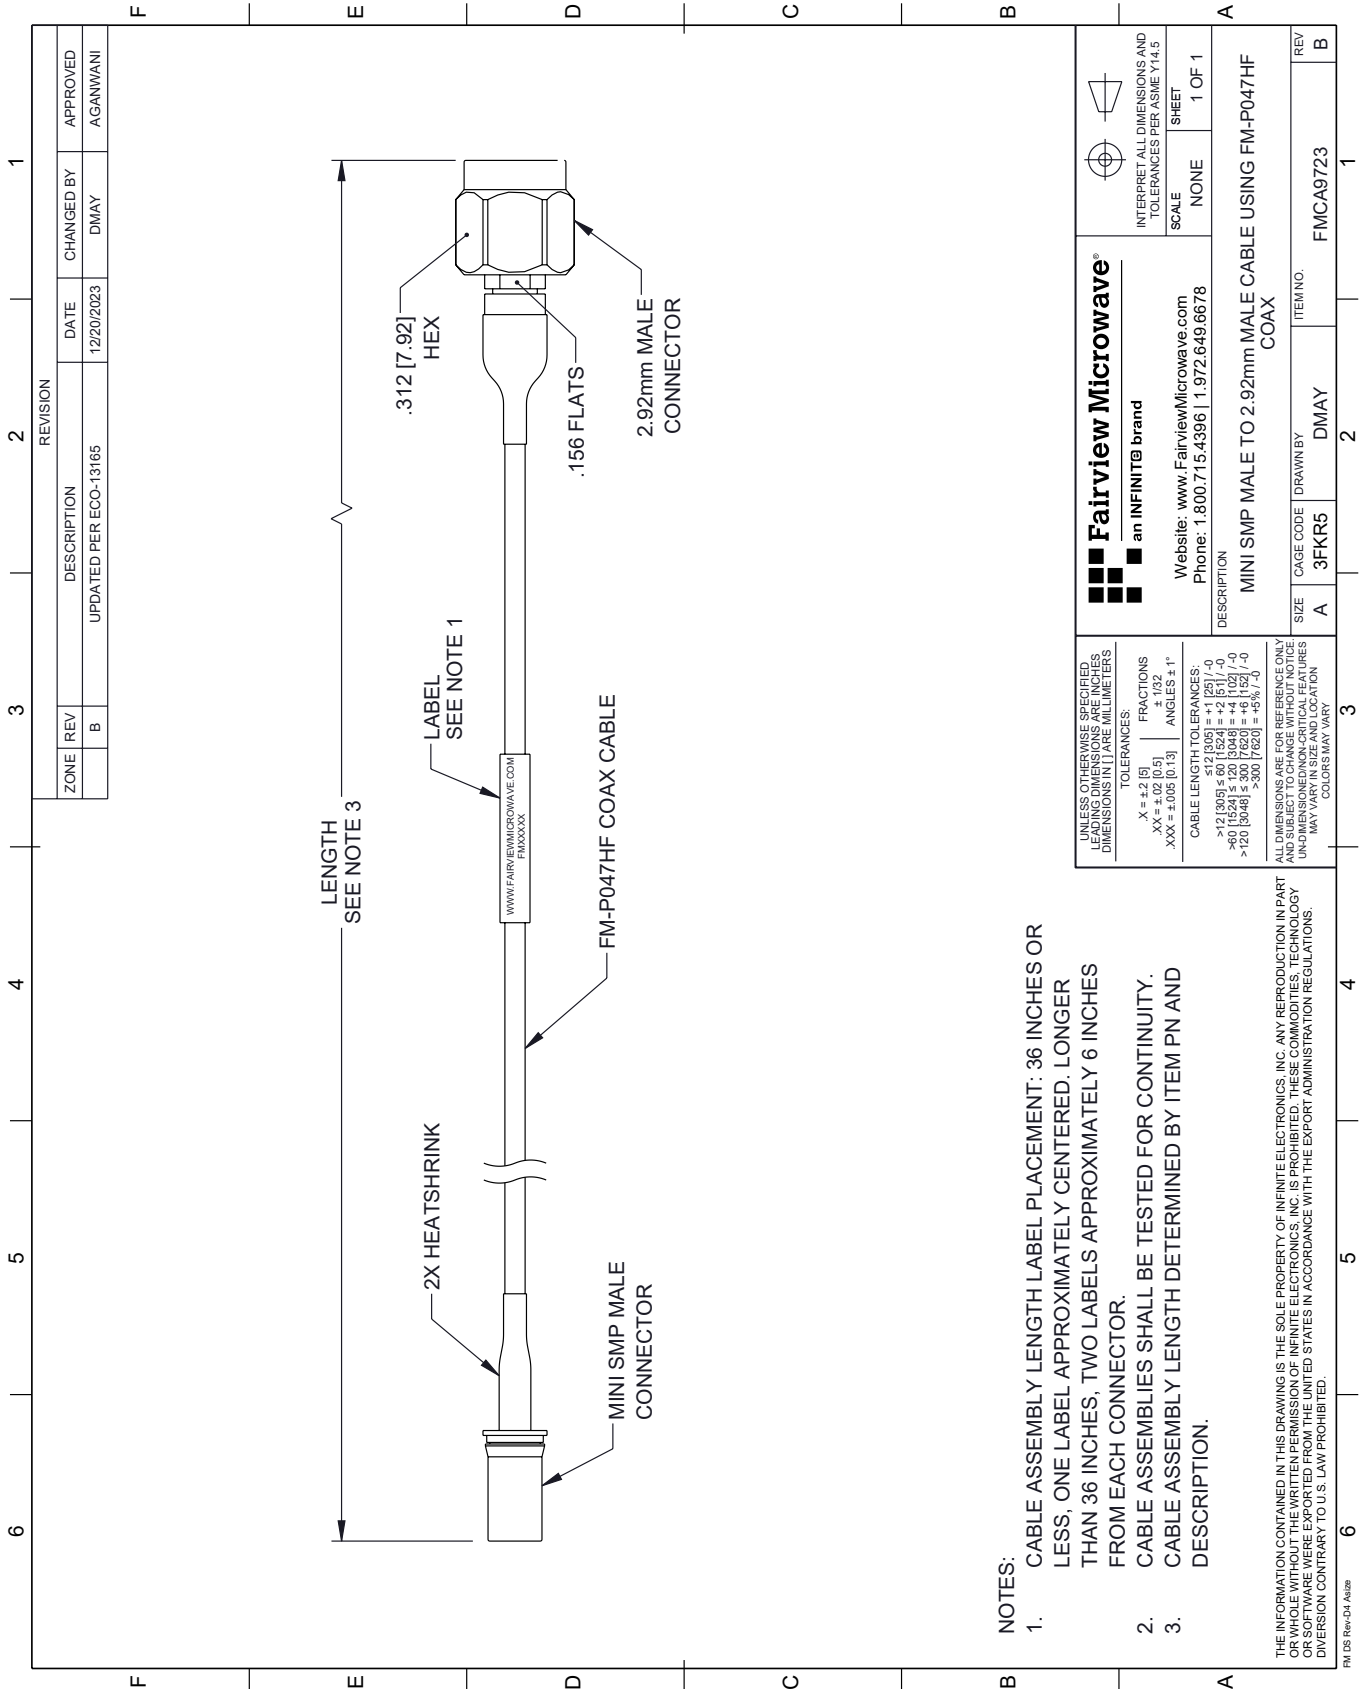 6
5
4
3
2
1
F
E
D
C
B
A
REVISION
ZONE
REV
DESCRIPTION
DATE
CHANGED BY
APPROVED
B
UPDATED PER ECO-13165
12/20/2023
DMAY
AGANWANI
LENGTH
SEE NOTE 3
2X HEATSHRINK
LABEL
SEE NOTE 1
.312 [7.92]
HEX
WWW.FAIRVIEWMICROWAVE.COM
FMXXXXX
MINI SMP MALE
CONNECTOR
FM-P047HF COAX CABLE
.156 FLATS
2.92mm MALE
CONNECTOR
NOTES:
1. CABLE ASSEMBLY LENGTH LABEL PLACEMENT: 36 INCHES OR
LESS, ONE LABEL APPROXIMATELY CENTERED. LONGER
THAN 36 INCHES, TWO LABELS APPROXIMATELY 6 INCHES
FROM EACH CONNECTOR.
2. CABLE ASSEMBLIES SHALL BE TESTED FOR CONTINUITY.
3. CABLE ASSEMBLY LENGTH DETERMINED BY ITEM PN AND
DESCRIPTION.
THE INFORMATION CONTAINED IN THIS DRAWING IS THE SOLE PROPERTY OF INFINITE ELECTRONICS, INC. ANY REPRODUCTION IN PART
OR WHOLE WITHOUT THE WRITTEN PERMISSION OF INFINITE ELECTRONICS, INC. IS PROHIBITED. THESE COMMODITIES, TECHNOLOGY
OR SOFTWARE WERE EXPORTED FROM THE UNITED STATES IN ACCORDANCE WITH THE EXPORT ADMINISTRATION REGULATIONS.
DIVERSION CONTRARY TO U.S. LAW PROHIBITED.
UNLESS OTHERWISE SPECIFIED
LEADING DIMENSIONS ARE INCHES
DIMENSIONS IN [ ] ARE MILLIMETERS
TOLERANCES:
.X = ±.2 [5]
.XX = ±.02 [0.5]
.XXX = ±.005 [0.13]
FRACTIONS
± 1/32
ANGLES ± 1°
CABLE LENGTH TOLERANCES:
≤12 [305] = +1 [25] / -0
>12 [305] ≤ 60 [1524] = +2 [51] / -0
>60 [1524] ≤ 120 [3048] = +4 [102] / -0
>120 [3048] ≤ 300 [7620] = +6 [152] / -0
>300 [7620] = +5% / -0
ALL DIMENSIONS ARE FOR REFERENCE ONLY
AND SUBJECT TO CHANGE WITHOUT NOTICE.
UN-DIMENSIONED/NON-CRITICAL FEATURES
MAY VARY IN SIZE AND LOCATION
COLORS MAY VARY
Fairview Microwave®
an INFINIT@ brand
Website: www.FairviewMicrowave.com
Phone: 1.800.715.4396 | 1.972.649.6678
INTERPRET ALL DIMENSIONS AND
TOLERANCES PER ASME Y14.5
SCALE
NONE
SHEET
1 OF 1
DESCRIPTION
MINI SMP MALE TO 2.92mm MALE CABLE USING FM-P047HF
COAX
SIZE
A
CAGE CODE
3FKR5
DRAWN BY
DMAY
ITEM NO.
FMCA9723
REV
B
F
E
D
C
B
A
6
5
4
3
2
1
FM DS Rev-D4 Asize